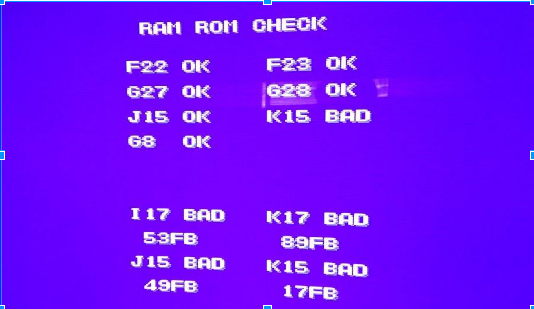 RAM ROM CHECK
F22 OK F23 OK
G27 OK G28 OK
J15 OK K15 BAD
G8 OK
I17 BAD K17 BAD
53FB 89FB
J15 BAD K15 BAD
49FB 17FB